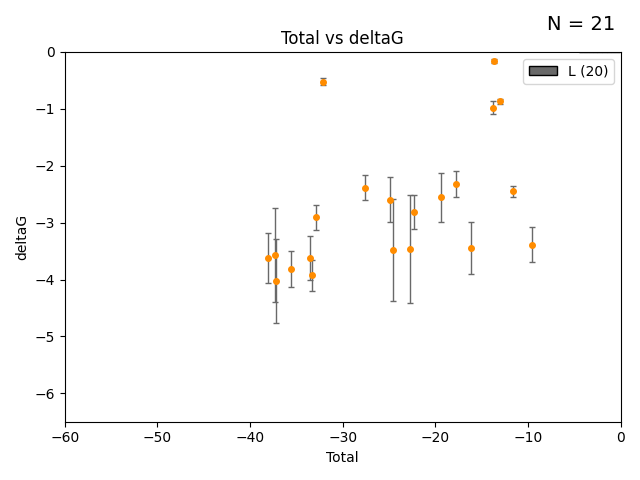 N = 21
Total vs deltaG
L (20)
0
−1
−2
−3
−4
−5
−6
deltaG
−60
−50
−40
−30
−20
−10
0
Total